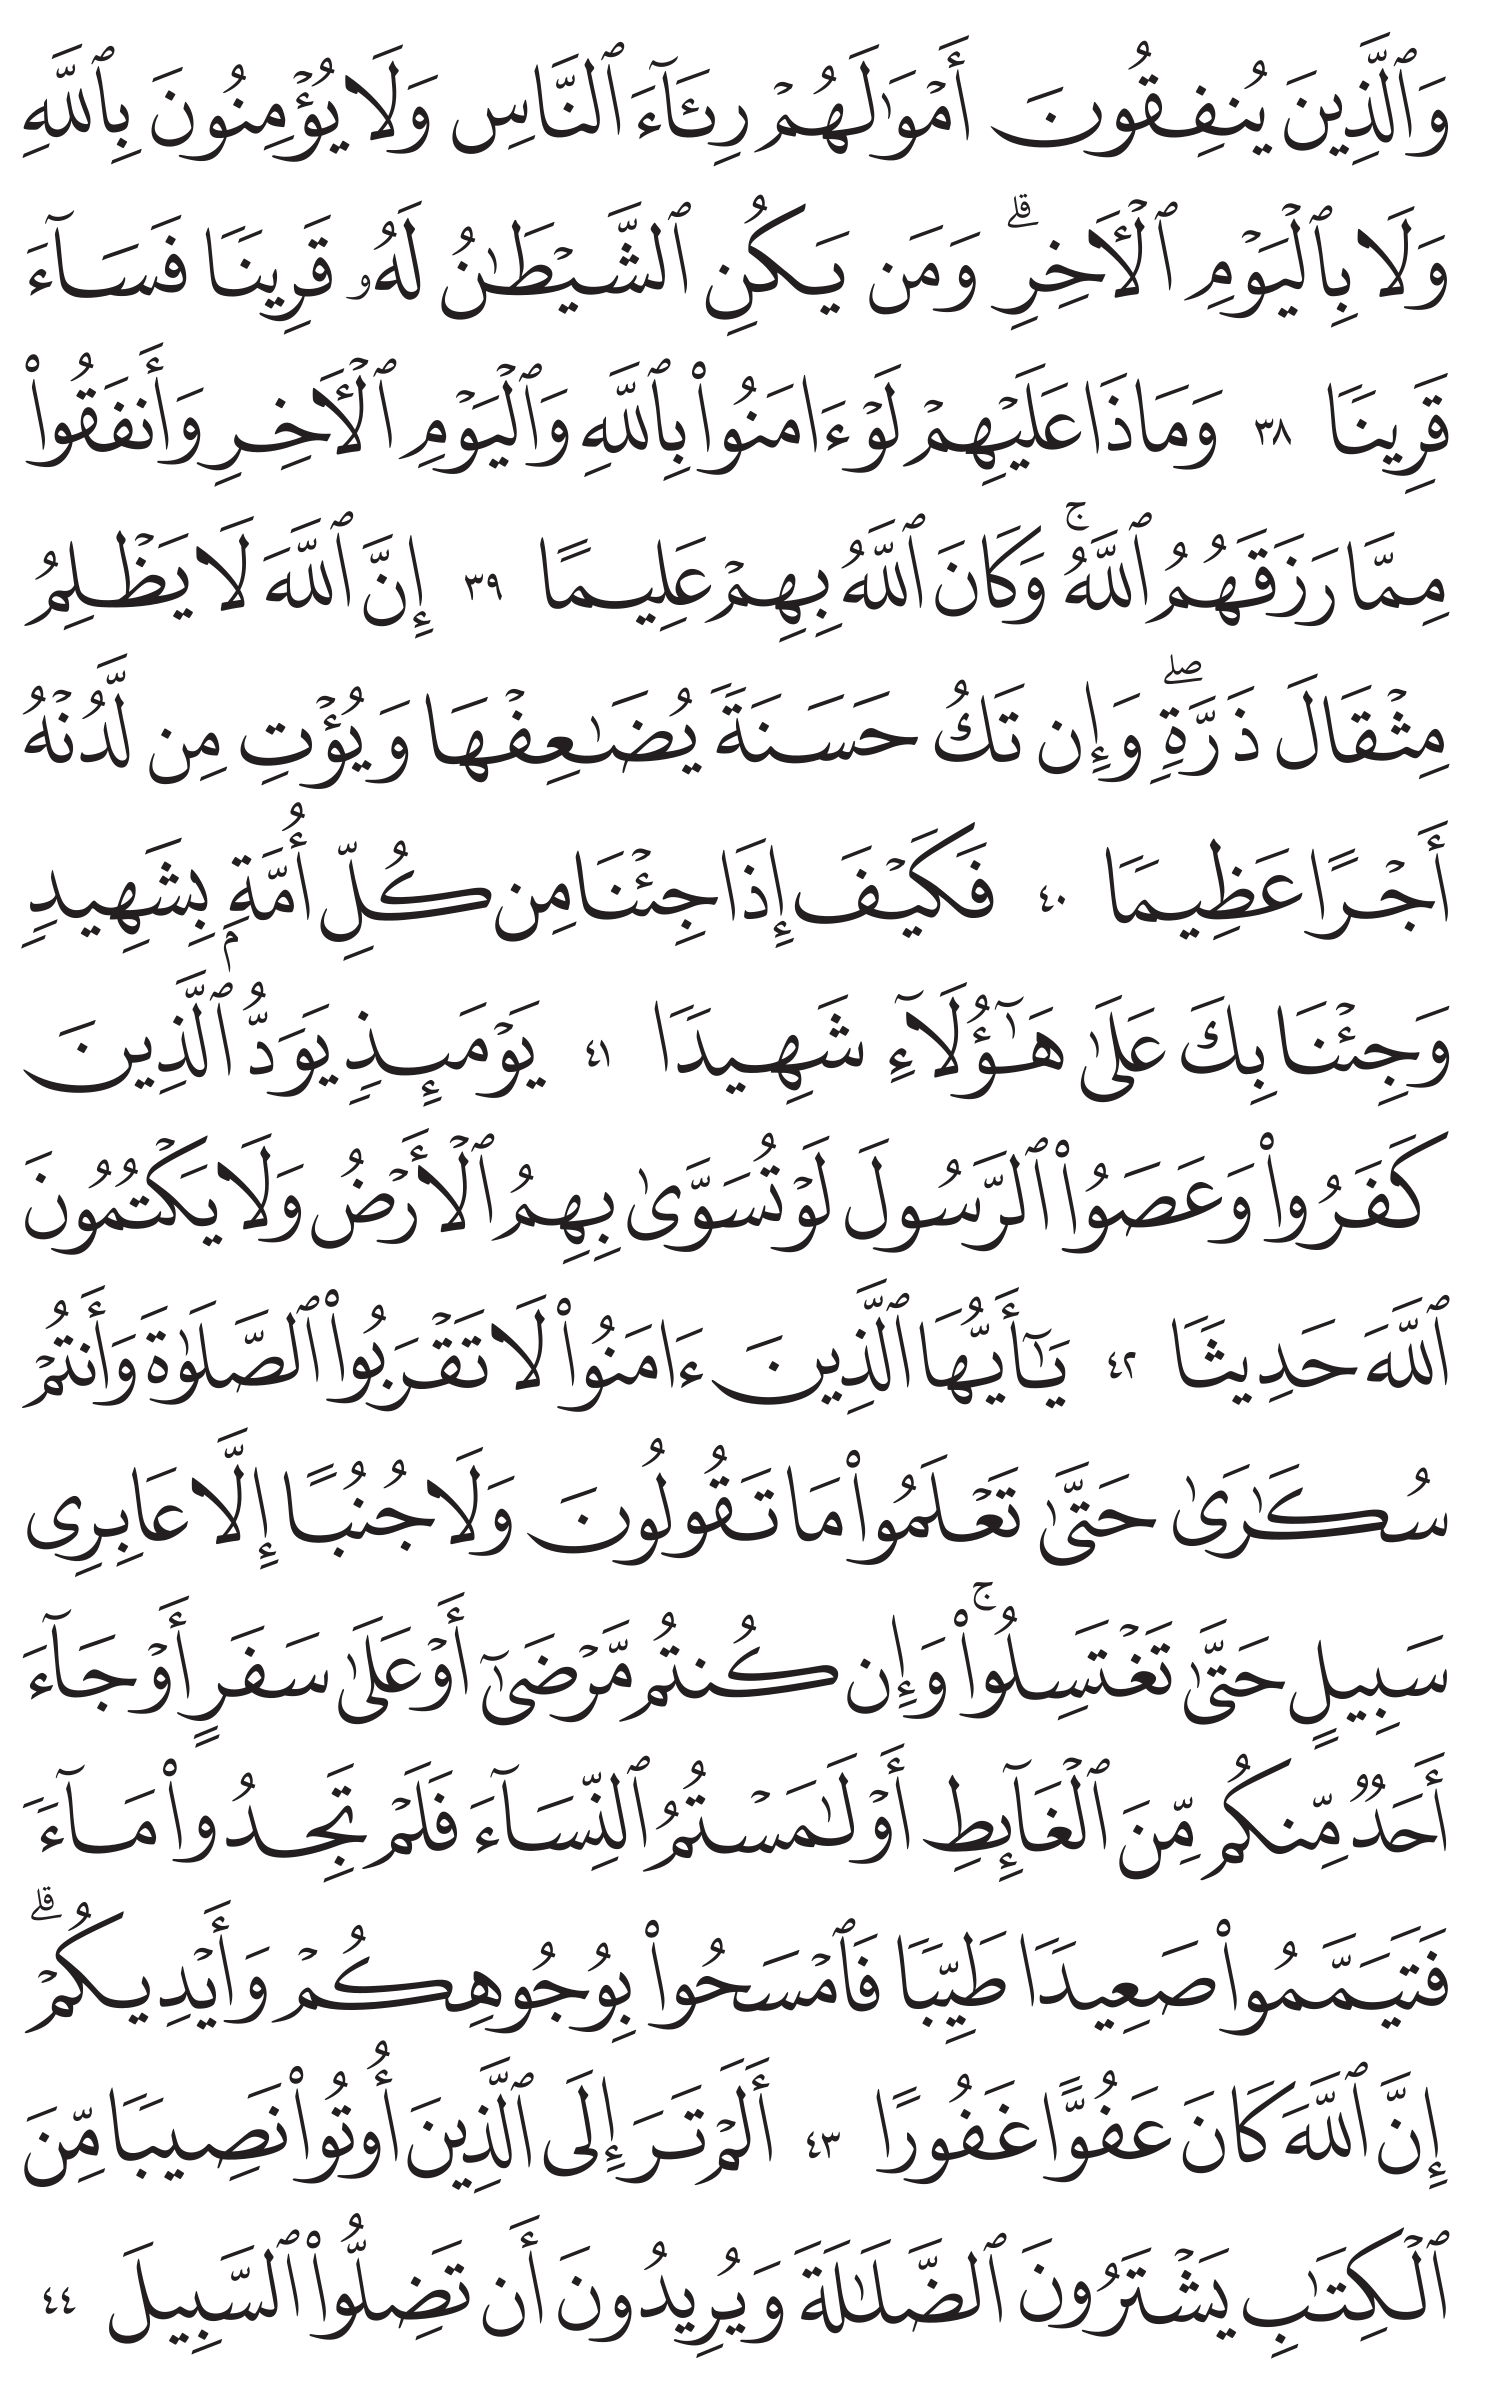 وَٱلَّذِينَ يُنفِقُونَ أَمۡوَٰلَهُمۡ رِئَآءَ ٱلنَّاسِ وَلَا يُؤۡمِنُونَ بِٱللَّهِ
وَلَا بِٱلۡيَوۡمِ ٱلۡأٓخِرِۗ وَمَن يَكُنِ ٱلشَّيۡطَٰنُ لَهُۥ قَرِينٗا فَسَآءَ
قَرِينٗا ٣٨ وَمَاذَا عَلَيۡهِمۡ لَوۡ ءَامَنُواْ بِٱللَّهِ وَٱلۡيَوۡمِ ٱلۡأٓخِرِ وَأَنفَقُواْ
مِمَّا رَزَقَهُمُ ٱللَّهُۚ وَكَانَ ٱللَّهُ بِهِمۡ عَلِيمًا ٣٩ إِنَّ ٱللَّهَ لَا يَظۡلِمُ
مِثۡقَالَ ذَرَّةٖۖ وَإِن تَكُ حَسَنَةٗ يُضَٰعِفۡهَا وَيُؤۡتِ مِن لَّدُنۡهُ
أَجۡرًا عَظِيمٗا ٤٠ فَكَيۡفَ إِذَا جِئۡنَا مِن كُلِّ أُمَّةِۭ بِشَهِيدٖ
وَجِئۡنَا بِكَ عَلَىٰ هَٰٓؤُلَآءِ شَهِيدٗا ٤١ يَوۡمَئِذٖ يَوَدُّ ٱلَّذِينَ
كَفَرُواْ وَعَصَوُاْ ٱلرَّسُولَ لَوۡ تُسَوَّىٰ بِهِمُ ٱلۡأَرۡضُ وَلَا يَكۡتُمُونَ
ٱللَّهَ حَدِيثٗا ٤٢ يَٰٓأَيُّهَا ٱلَّذِينَ ءَامَنُواْ لَا تَقۡرَبُواْ ٱلصَّلَوٰةَ وَأَنتُمۡ
سُكَٰرَىٰ حَتَّىٰ تَعۡلَمُواْ مَا تَقُولُونَ وَلَا جُنُبًا إِلَّا عَابِرِي
سَبِيلٍ حَتَّىٰ تَغۡتَسِلُواْۚ وَإِن كُنتُم مَّرۡضَىٰٓ أَوۡ عَلَىٰ سَفَرٍ أَوۡ جَآءَ
أَحَدٞ مِّنكُم مِّنَ ٱلۡغَآئِطِ أَوۡ لَٰمَسۡتُمُ ٱلنِّسَآءَ فَلَمۡ تَجِدُواْ مَآءٗ
فَتَيَمَّمُواْ صَعِيدٗا طَيِّبٗا فَٱمۡسَحُواْ بِوُجُوهِكُمۡ وَأَيۡدِيكُمۡۗ
إِنَّ ٱللَّهَ كَانَ عَفُوًّا غَفُورًا ٤٣ أَلَمۡ تَرَ إِلَى ٱلَّذِينَ أُوتُواْ نَصِيبٗا مِّنَ
ٱلۡكِتَٰبِ يَشۡتَرُونَ ٱلضَّلَٰلَةَ وَيُرِيدُونَ أَن تَضِلُّواْ ٱلسَّبِيلَ ٤٤